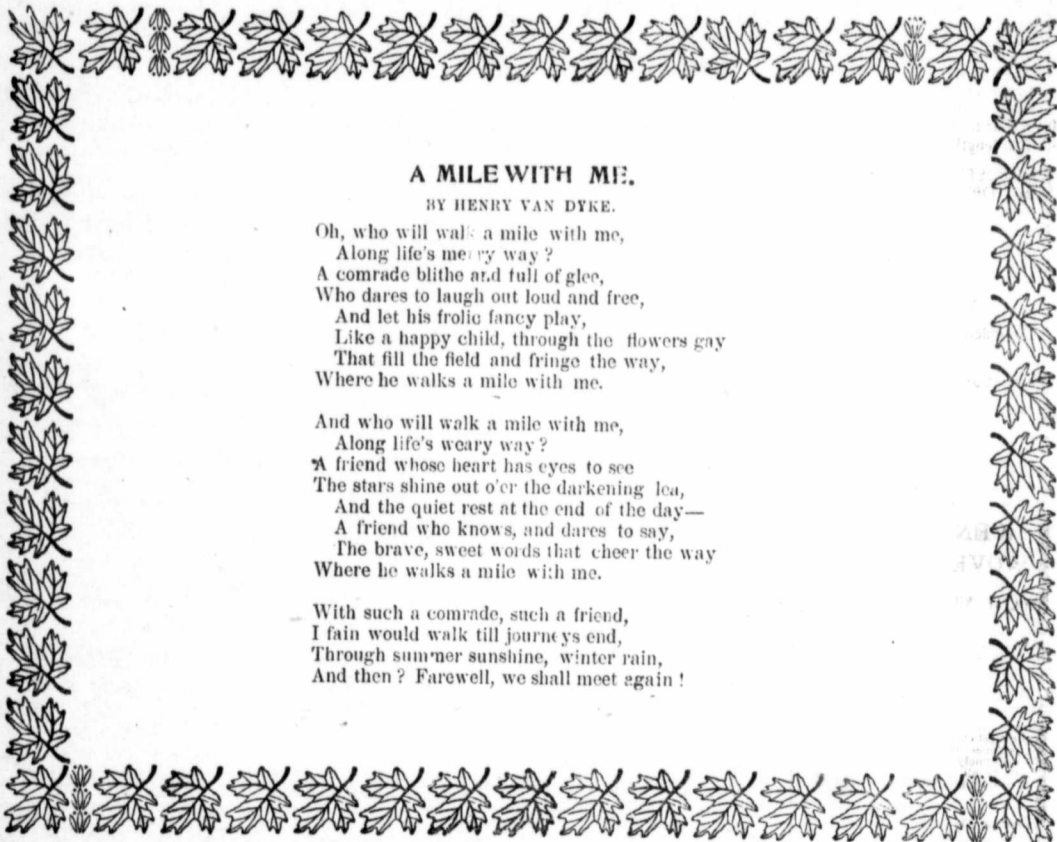 A MILE WITH ME.
BY HENRY VAN DYKE.
Oh, who will walk a mile with me,
Along life's merry way?
A comrade blithe and full of glee,
Who dares to laugh out loud and free,
And let his frolic fancy play,
Like a happy child, through the flowers gay
That fill the field and fringe the way,
Where he walks a mile with me.
And who will walk a mile with me,
Along life's weary way?
A friend whose heart has eyes to see
The stars shine out o'er the darkening lea,
And the quiet rest at the end of the day—
A friend who knows, and dares to say,
The brave, sweet words that cheer the way
Where he walks a mile with me.
With such a comrade, such a friend,
I fain would walk till journeys end,
Through summer sunshine, winter rain,
And then? Farewell, we shall meet again!